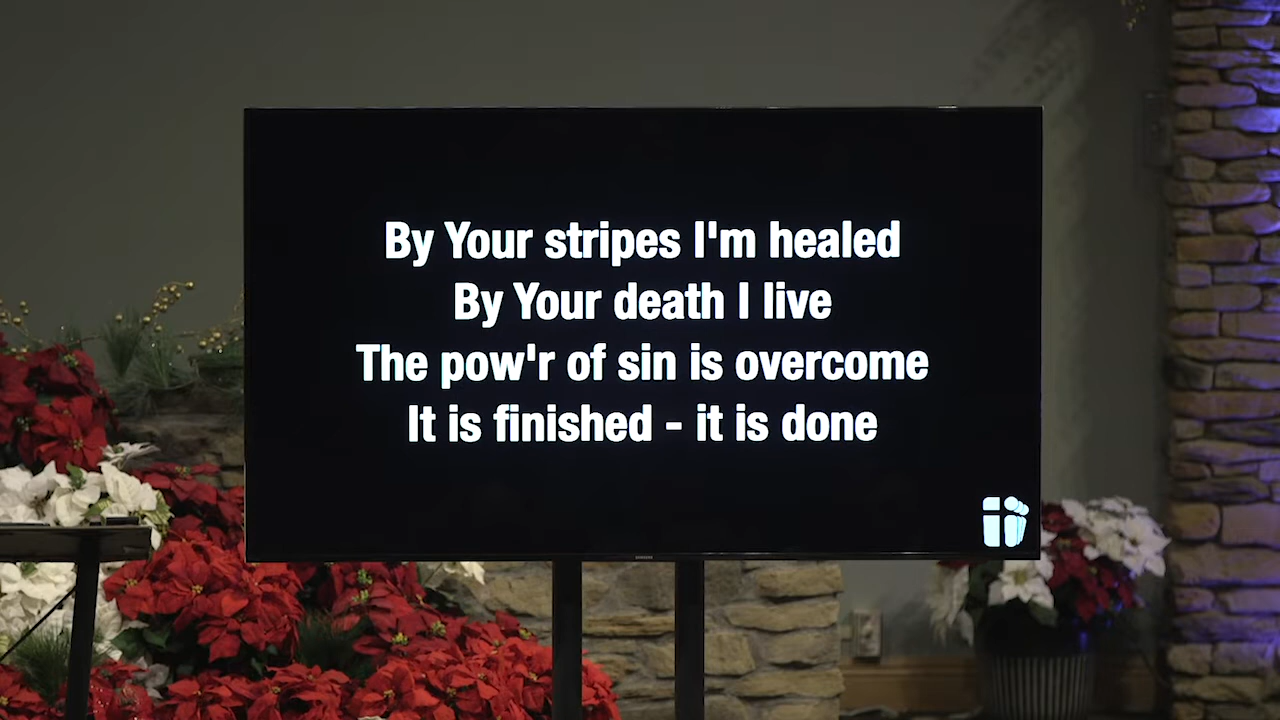 By Your stripes I'm healed
By Your death I live
The pow'r of sin is overcome
It is finished - it is done
SAMSUNG